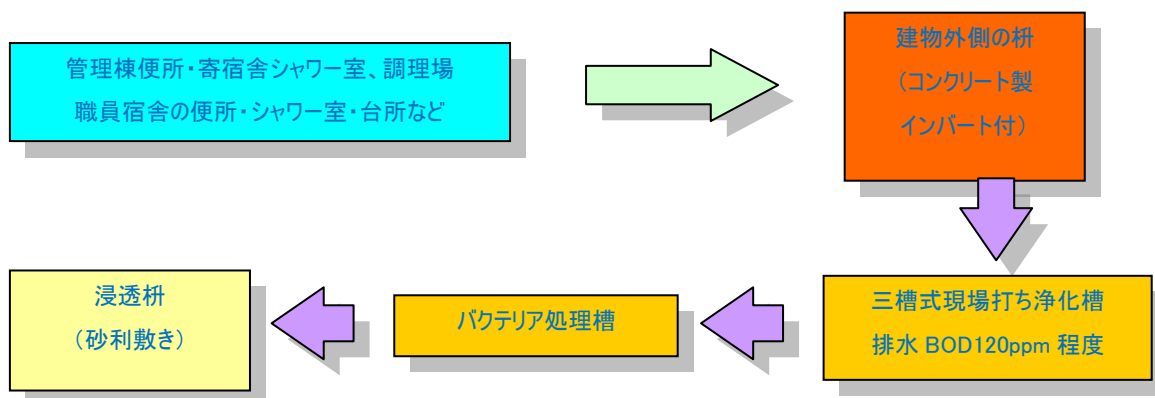 管理棟便所・寄宿舎シャワー室、調理場
職員宿舎の便所・シャワー室・台所など
建物外側の枡
（コンクリート製
インバート付）
三槽式現場打ち浄化槽
排水 BOD120ppm 程度
バクテリア処理槽
浸透枡
（砂利敷き）